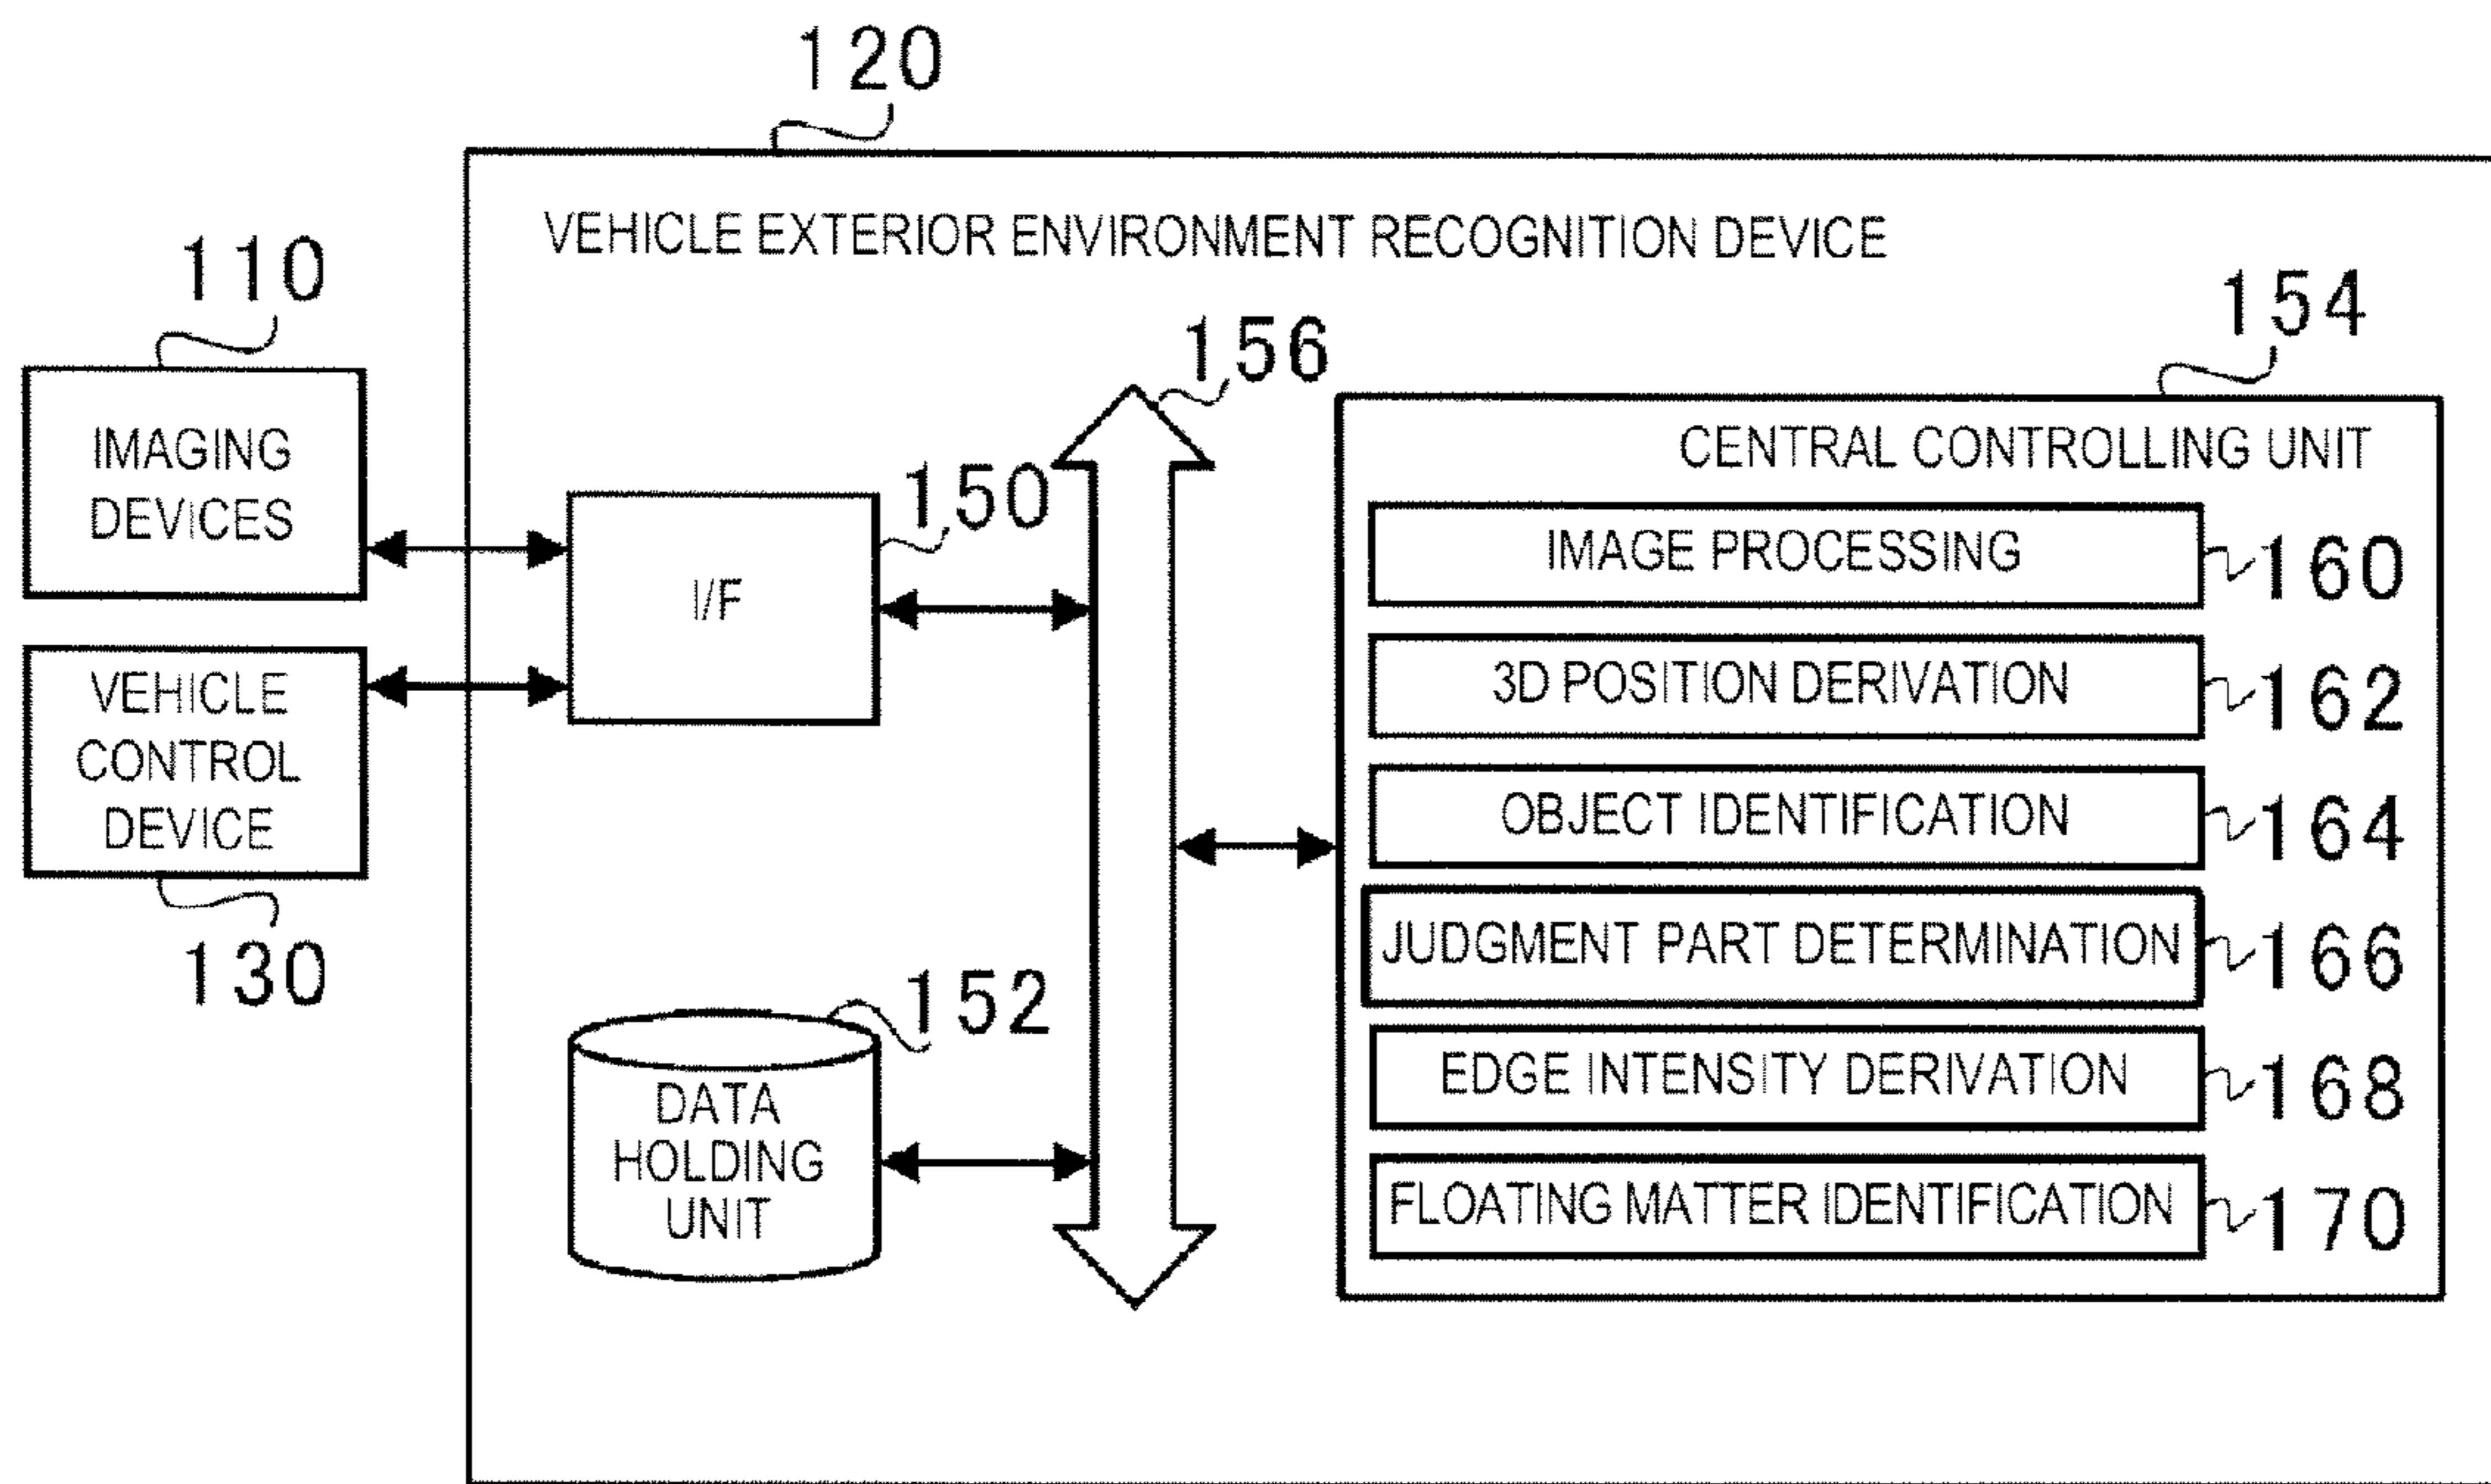 120
VEHICLE EXTERIOR ENVIRONMENT RECOGNITION DEVICE
110
154
156
IMAGING
DEVICES
CENTRAL CONTROLLING UNIT
150
I/F
IMAGE PROCESSING
160
3D POSITION DERIVATION
162
VEHICLE
CONTROL
DEVICE
130
OBJECT IDENTIFICATION
164
JUDGMENT PART DETERMINATION
166
152
DATA
HOLDING
UNIT
EDGE INTENSITY DERIVATION
168
FLOATING MATTER IDENTIFICATION
170